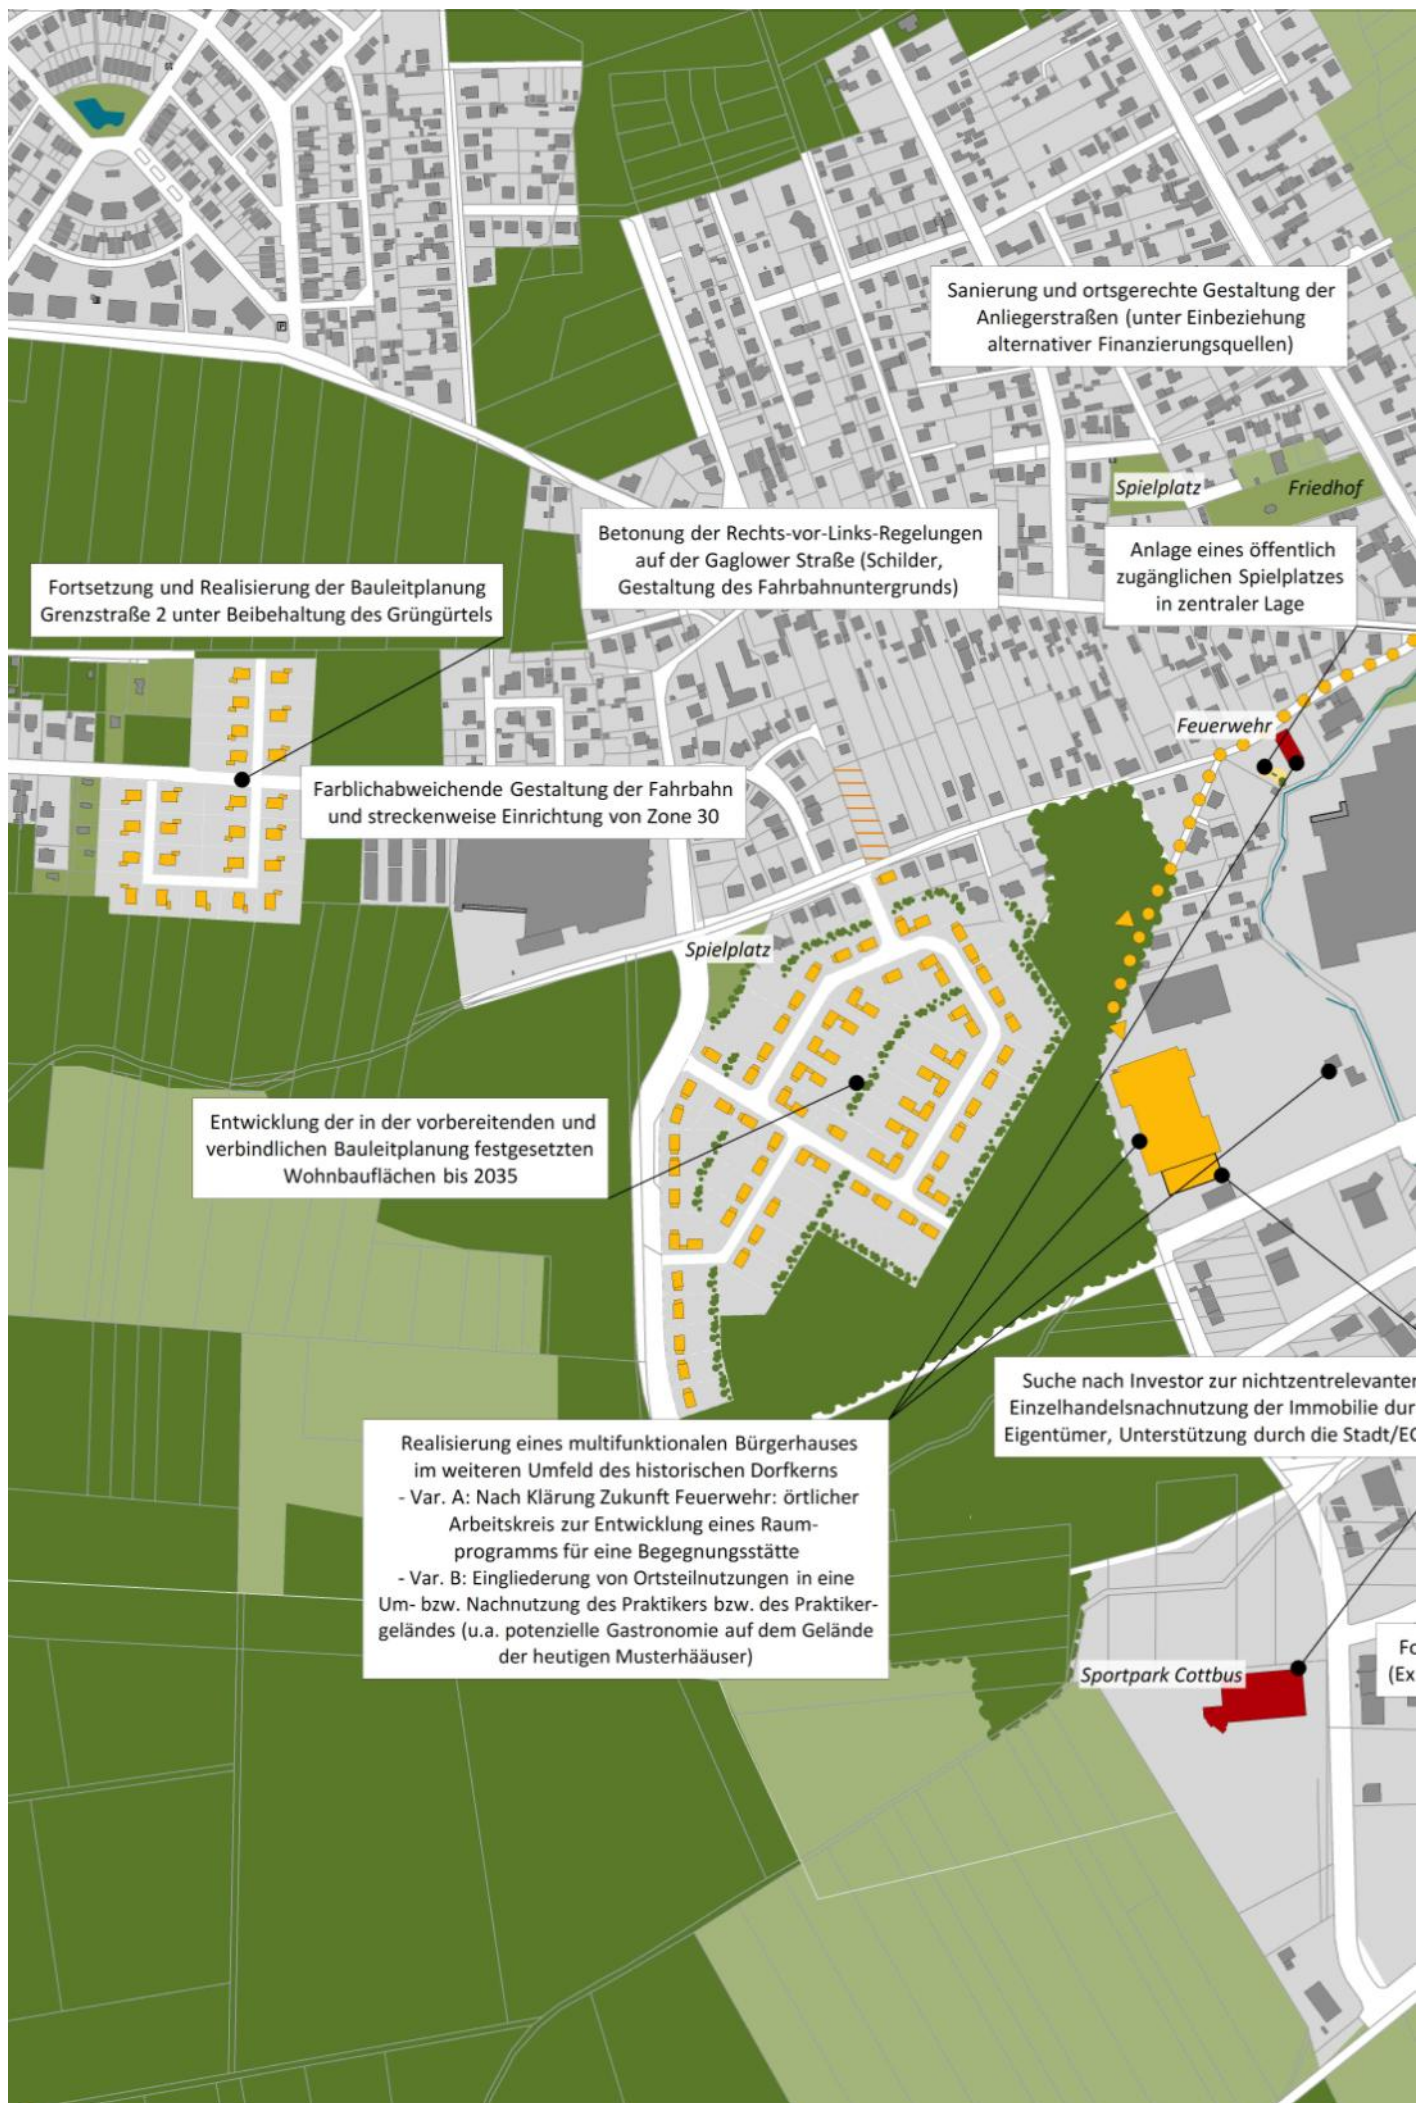 Sanierung und ortsgerechte Gestaltung der
Anliegerstraßen (unter Einbeziehung
alternativer Finanzierungsquellen)
Spielplatz
Friedhof
Betonung der Rechts-vor-Links-Regelungen
auf der Gaglower Straße (Schilder,
Gestaltung des Fahrbahnuntergrunds)
Anlage eines öffentlich
zugänglichen Spielplatzes
in zentraler Lage
Fortsetzung und Realisierung der Bauleitplanung
Grenzstraße 2 unter Beibehaltung des Grüngürtels
Feuerwehr
Farblichabweichende Gestaltung der Fahrbahn
und streckenweise Einrichtung von Zone 30
Spielplatz
Entwicklung der in der vorbereitenden und
verbindlichen Bauleitplanung festgesetzten
Wohnbauflächen bis 2035
Suche nach Investor zur nichtzentrelevanter
Einzelhandelsnachnutzung der Immobilie dur
Eigentümer, Unterstützung durch die Stadt/EG
Realisierung eines multifunktionalen Bürgerhauses
im weiteren Umfeld des historischen Dorfkerns
- Var. A: Nach Klärung Zukunft Feuerwehr: örtlicher
Arbeitskreis zur Entwicklung eines Raum-
programms für eine Begegnungsstätte
- Var. B: Eingliederung von Ortsteilnutzungen in eine
Um- bzw. Nachnutzung des Praktikers bzw. des Praktiker-
geländes (u.a. potenzielle Gastronomie auf dem Gelände
der heutigen Musterhääuser)
Fo
(Ex
Sportpark Cottbus